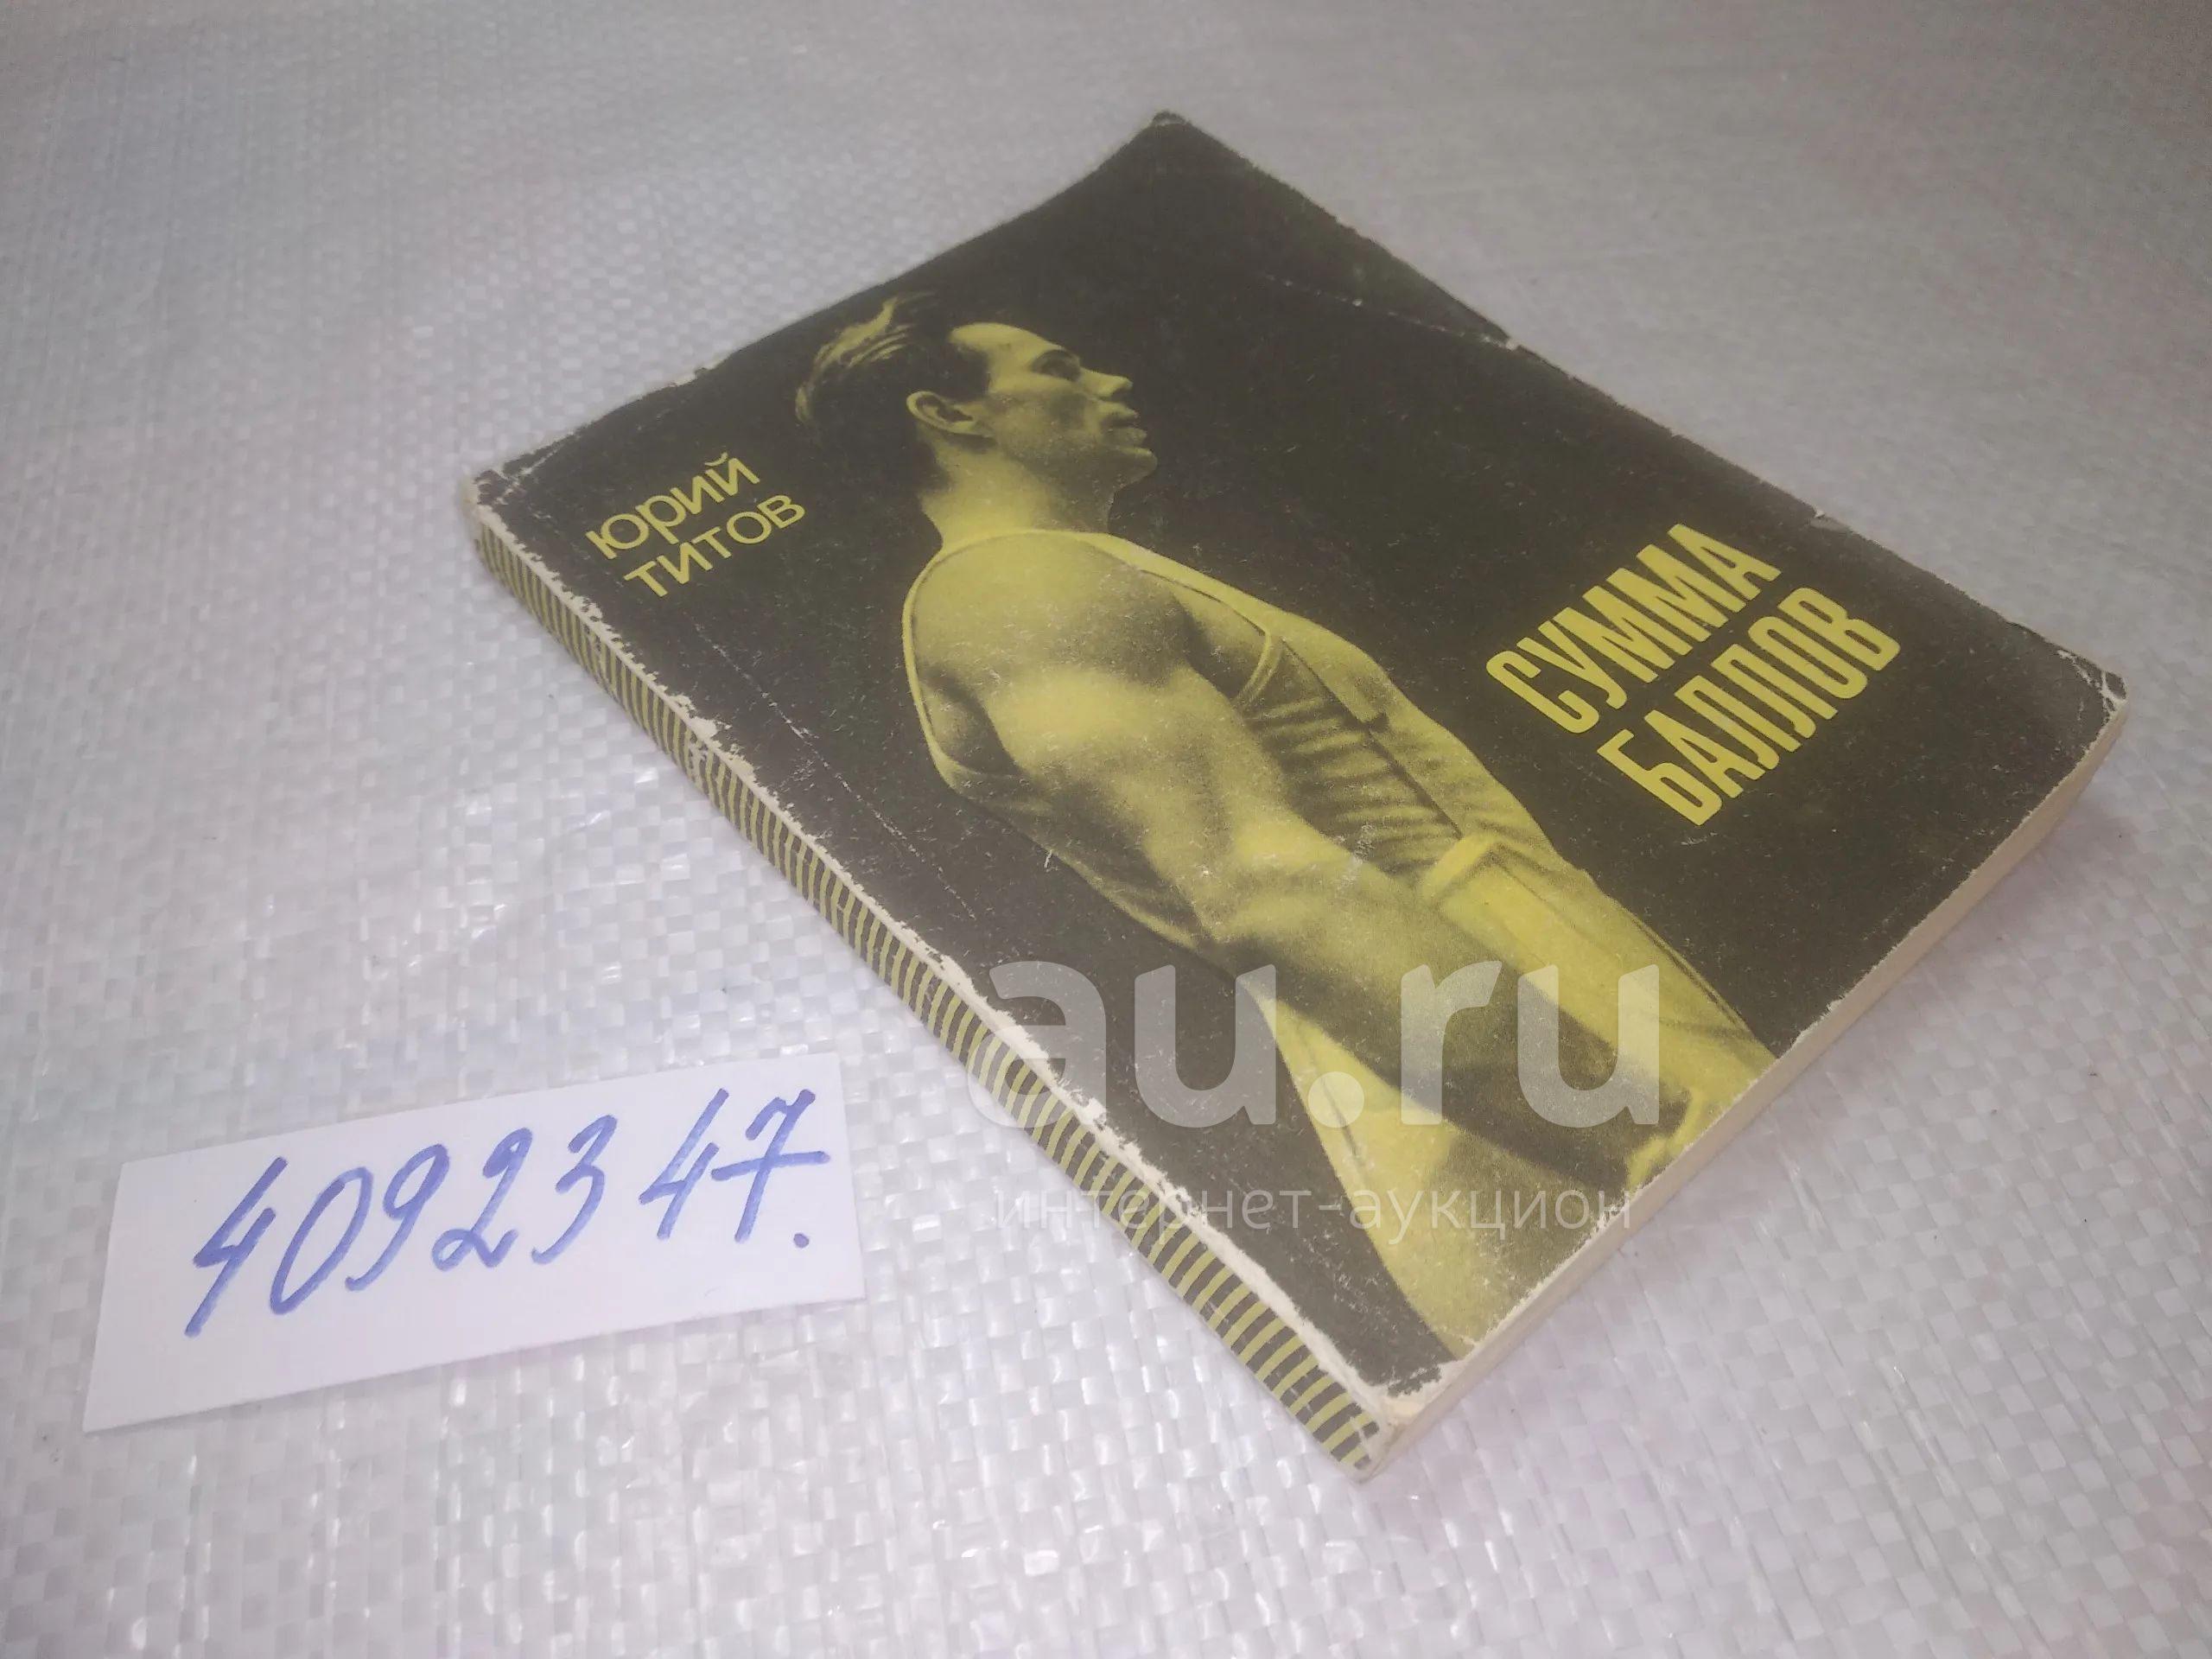 юрий
титов
СУММА
БАЛЛОВ
au.ru
интернет-аукцион
4092347.